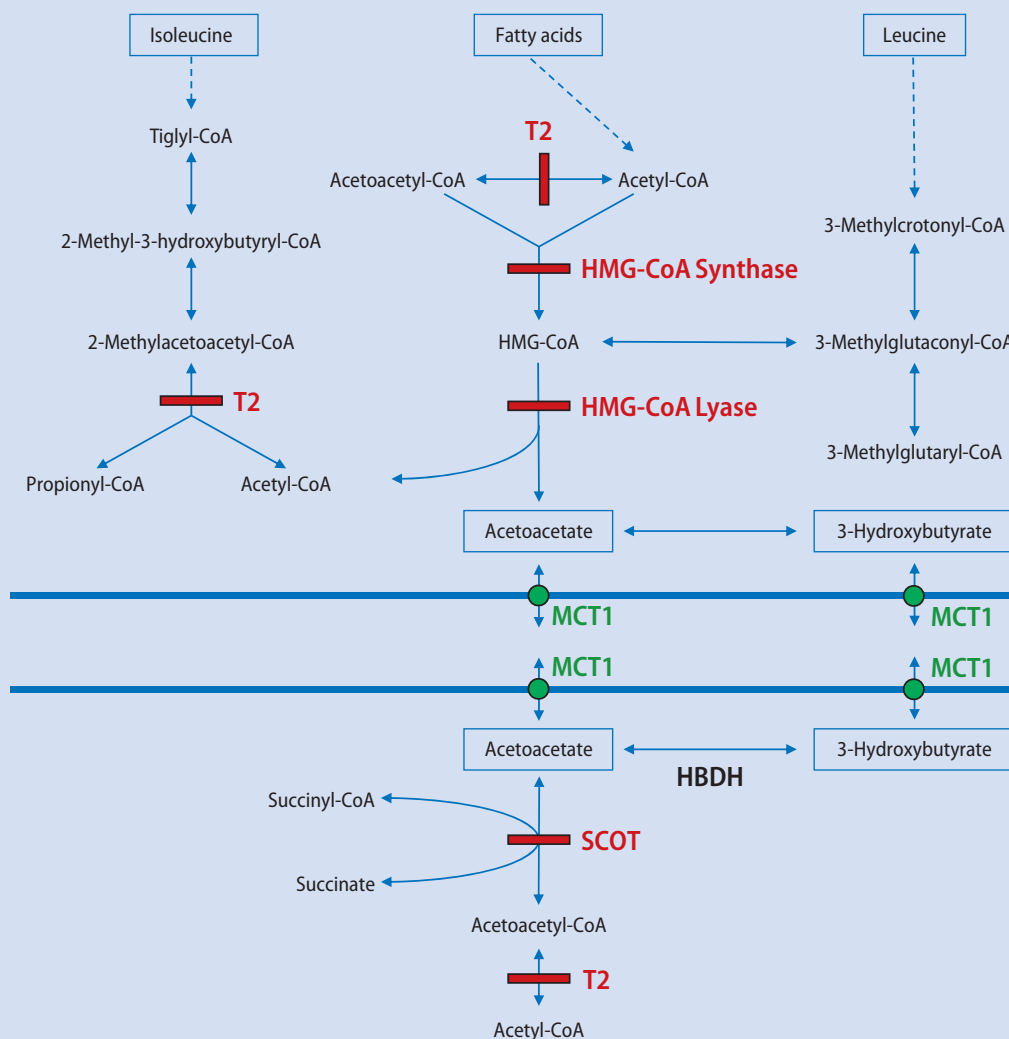 Isoleucine
Fatty acids
Leucine
T2
Tiglyl-CoA
Acetoacetyl-CoA
Acetyl-CoA
3-Methylcrotonyl-CoA
2-Methyl-3-hydroxybutyryl-CoA
HMG-CoA Synthase
2-Methylacetoacetyl-CoA
HMG-CoA
3-Methylglutaconyl-CoA
T2
HMG-CoA Lyase
3-Methylglutaryl-CoA
Propionyl-CoA
Acetyl-CoA
Acetoacetate
3-Hydroxybutyrate
MCT1
MCT1
MCT1
MCT1
Acetoacetate
3-Hydroxybutyrate
HBDH
Succinyl-CoA
SCOT
Succinate
Acetoacetyl-CoA
T2
Acetyl-CoA